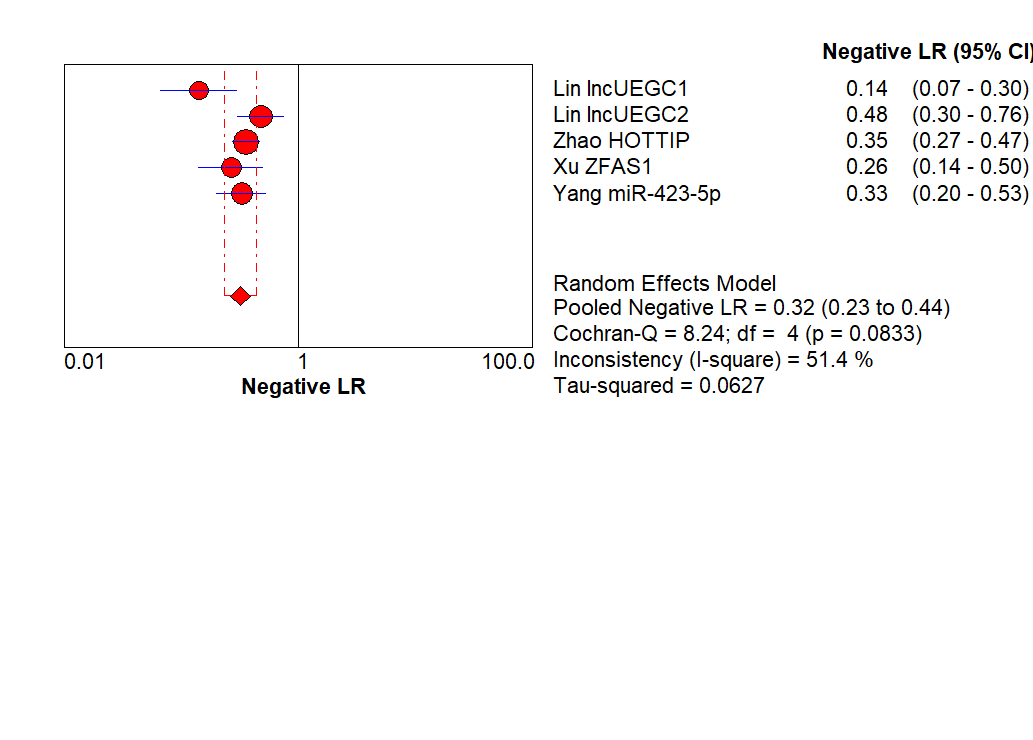 Negative LR (95% CI)
Lin lncUEGC1 0.14 (0.07 - 0.30)
Lin lncUEGC2 0.48 (0.30 - 0.76)
Zhao HOTTIP 0.35 (0.27 - 0.47)
Xu ZFAS1 0.26 (0.14 - 0.50)
Yang miR-423-5p 0.33 (0.20 - 0.53)
Random Effects Model
Pooled Negative LR = 0.32 (0.23 to 0.44)
Cochran-Q = 8.24; df = 4 (p = 0.0833)
Inconsistency (I-square) = 51.4 %
Tau-squared = 0.0627
0.01 1 100.0
Negative LR